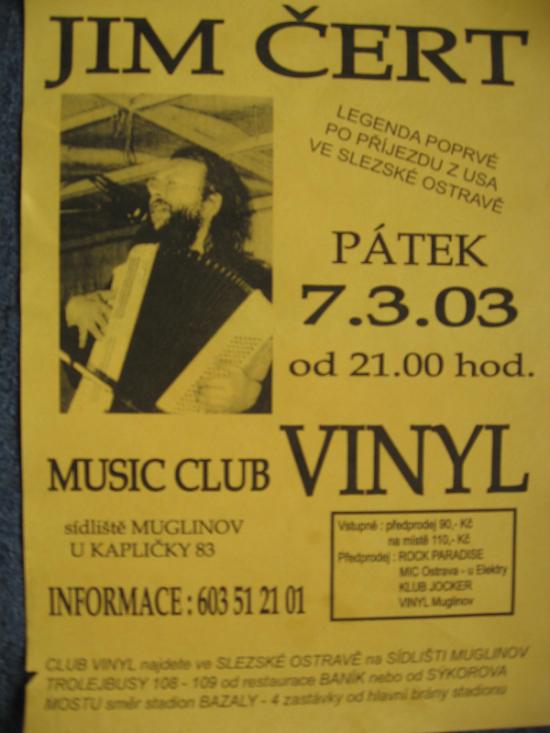 JIM ČERT
LEGENDA POPRVÉ
PO PŘÍJEZDU Z USA
VE SLEZSKÉ OSTRAVĚ
PÁTEK
7.3.03
od 21.00 hod.
MUSIC CLUB VINYL
sídliště MUGLINOV
U KAPLIČKY 83
INFORMACE : 603 51 21 01
Vstupné : předprodej 90,- Kč
na místě 110,- Kč
Předprodej : ROCK PARADISE
MIC Ostrava - u Elektry
KLUB JOCKER
VINYL Muglinov
CLUB VINYL najdete ve SLEZSKÉ OSTRAVĚ na SÍDLIŠTI MUGLINOV
TROLEJBUSY 108 - 109 od restaurace BANÍK nebo od SÝKOROVA
MOSTU směr stadion BAZALY - 4 zastávky od hlavní brány stadionu